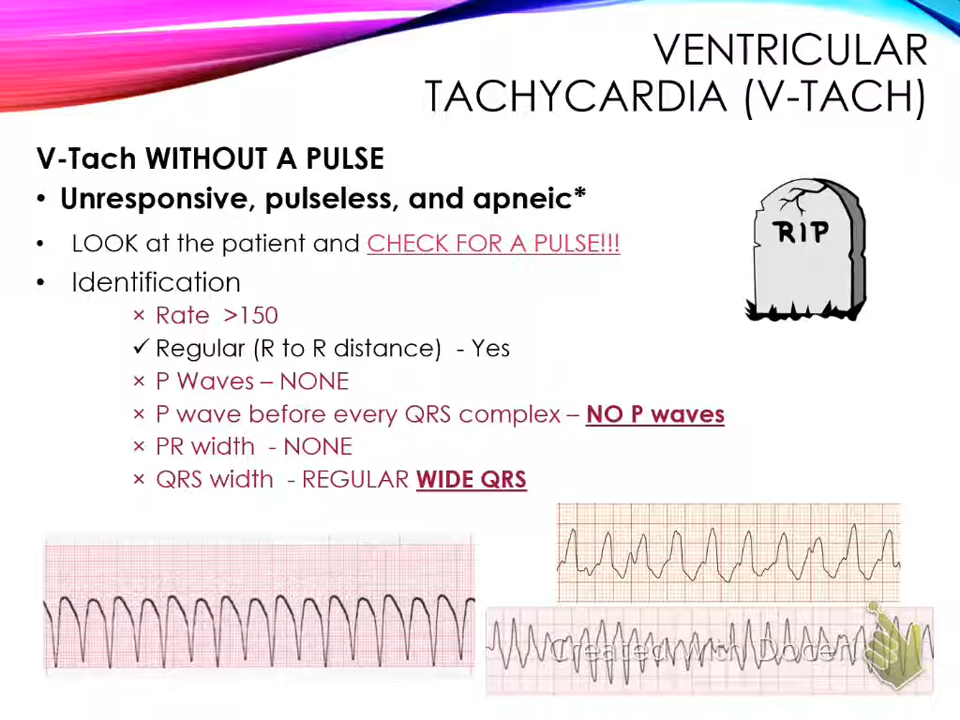 VENTRICULAR
TACHYCARDIA (V-TACH)
V-Tach WITHOUT A PULSE
• Unresponsive, pulseless, and apneic*
• LOOK at the patient and CHECK FOR A PULSE!!!
• Identification
× Rate >150
✓ Regular (R to R distance) - Yes
× P Waves – NONE
× P wave before every QRS complex – NO P waves
× PR width - NONE
× QRS width - REGULAR WIDE QRS
RIP
Created with Doceri